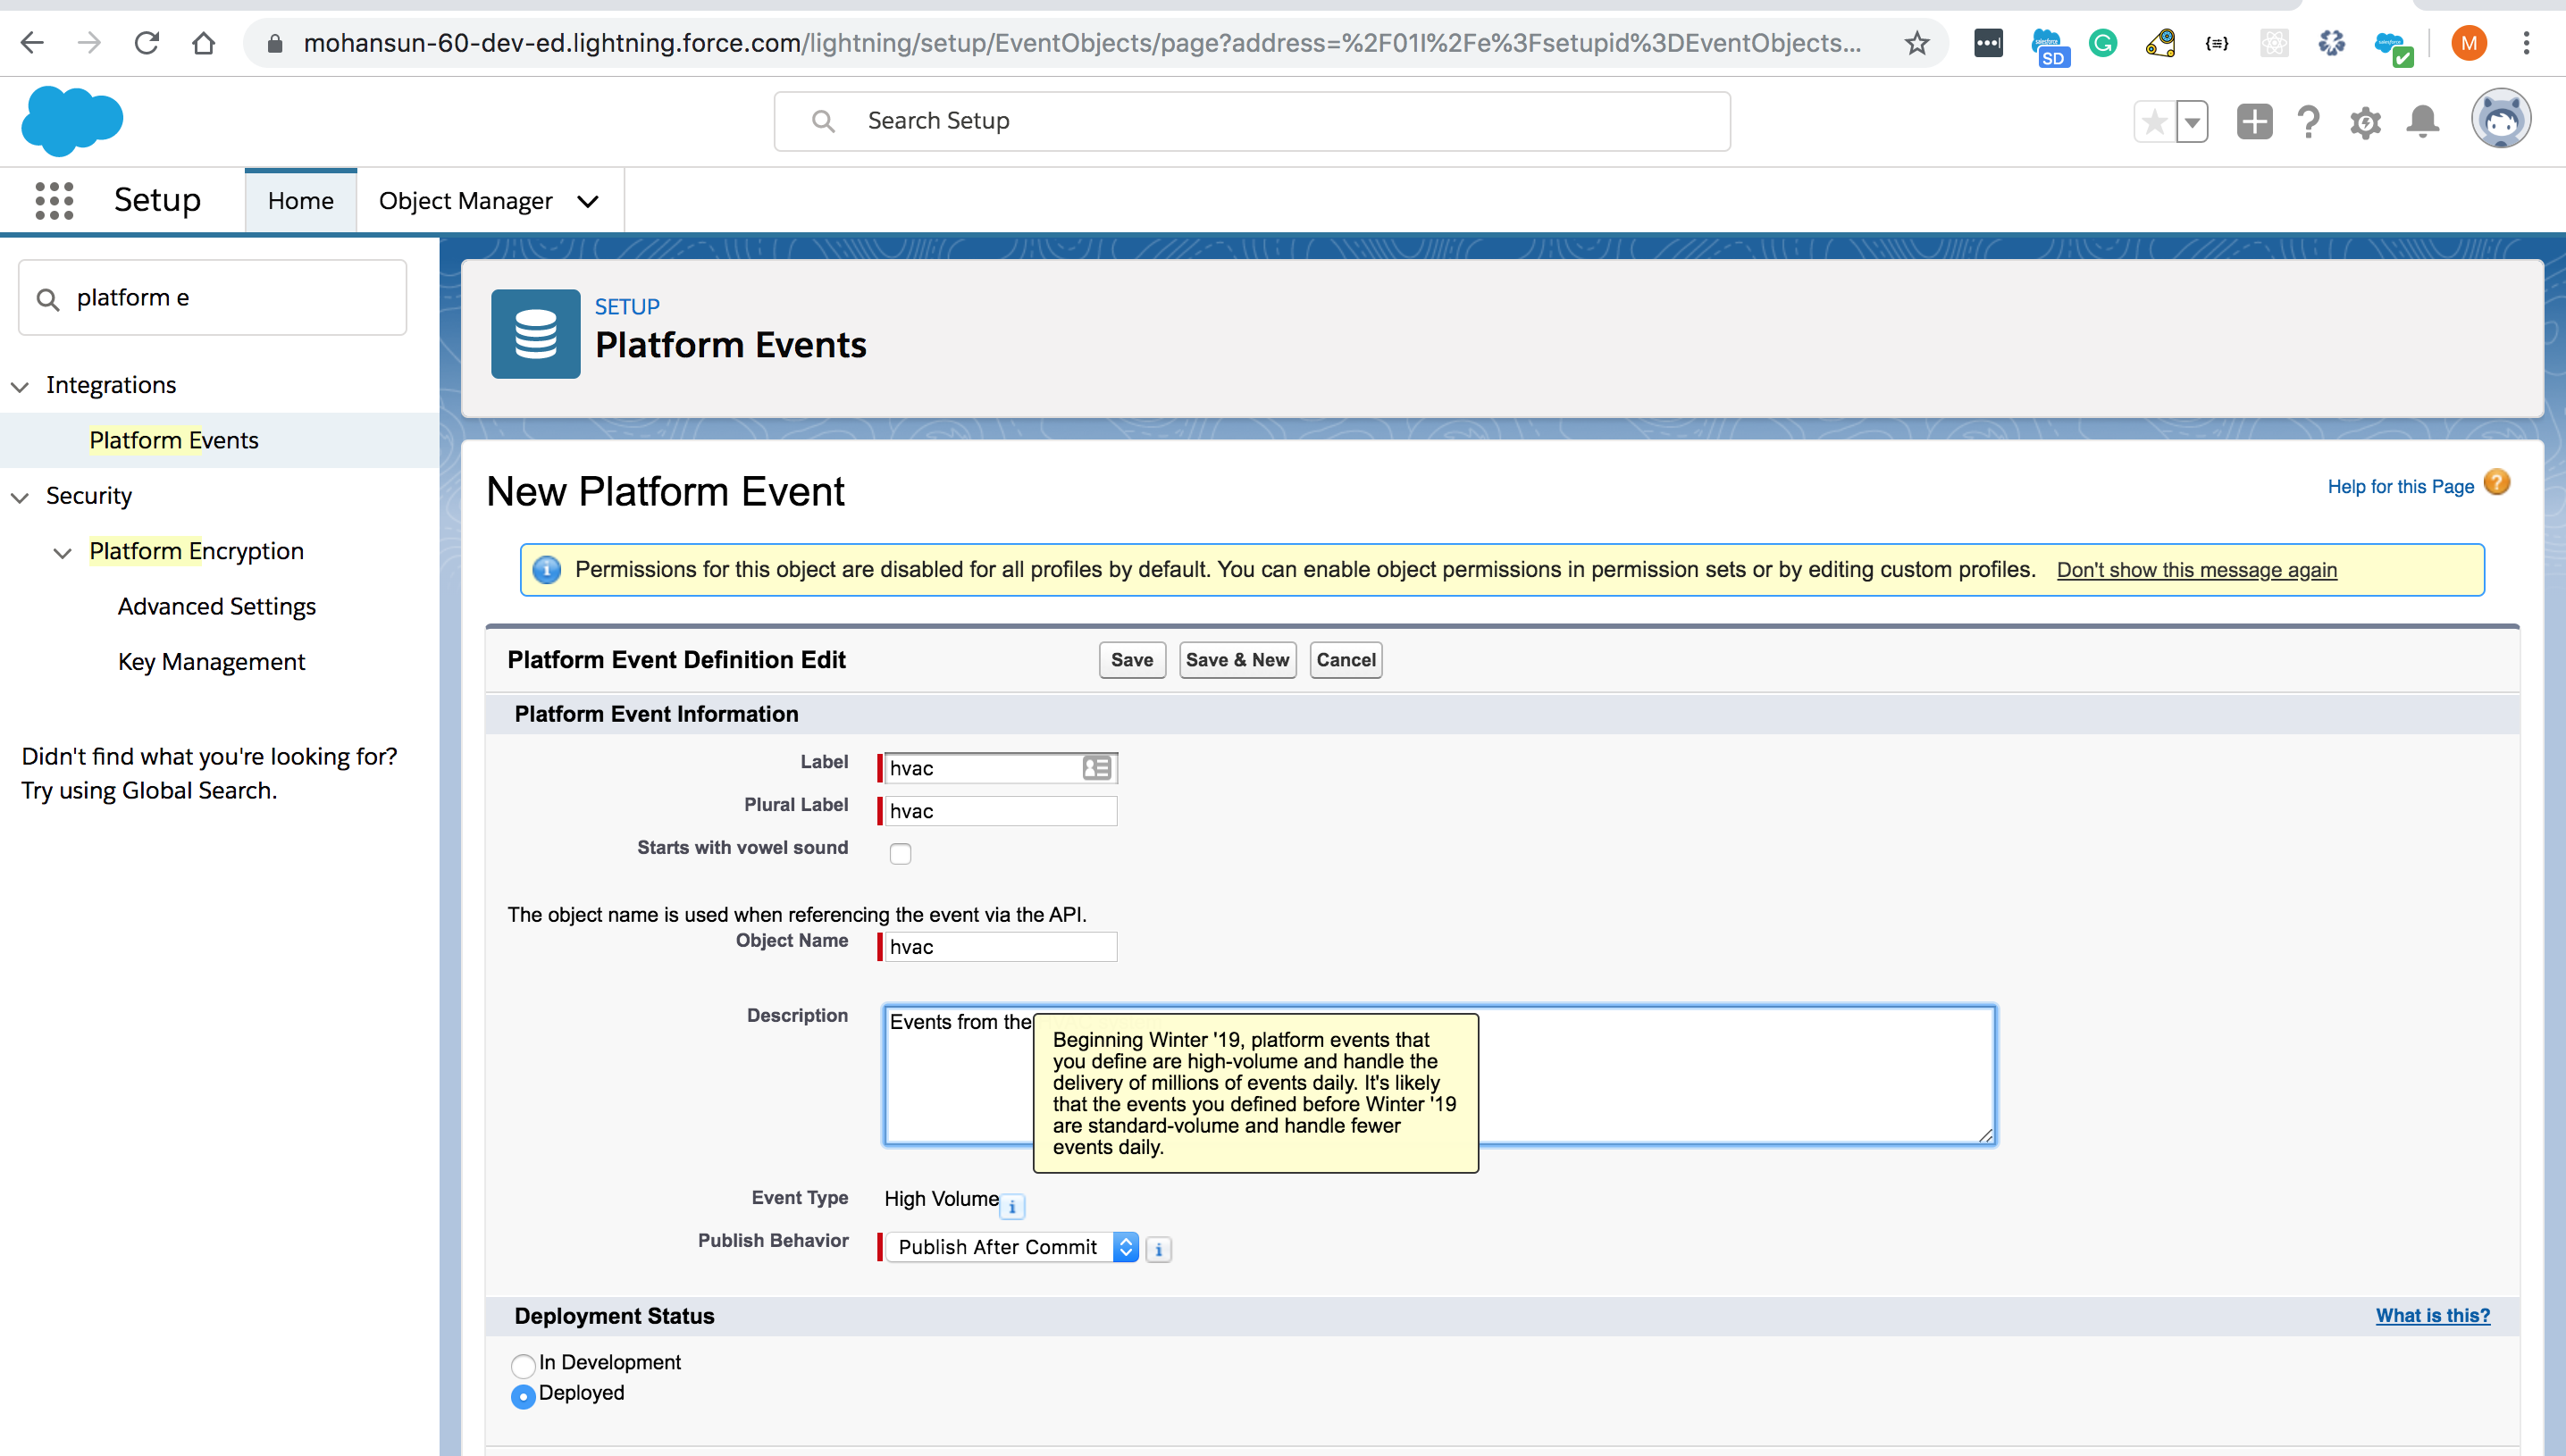 mohansun-60-dev-ed.lightning.force.com/lightning/setup/EventObjects/page?address=%2F01I%2Fe%3Fsetupid%3DEventObjects...
SD
M
Search Setup
Setup
Home
Object Manager
platform e
Integrations
Platform Events
Security
Platform Encryption
Advanced Settings
Key Management
Didn't find what you're looking for?
Try using Global Search.
SETUP
Platform Events
New Platform Event
Help for this Page
Permissions for this object are disabled for all profiles by default. You can enable object permissions in permission sets or by editing custom profiles. Don't show this message again
Platform Event Definition Edit
Save
Save & New
Cancel
Platform Event Information
Label
hvac
Plural Label
hvac
Starts with vowel sound
The object name is used when referencing the event via the API.
Object Name
hvac
Description
Events from the
Beginning Winter '19, platform events that
you define are high-volume and handle the
delivery of millions of events daily. It's likely
that the events you defined before Winter '19
are standard-volume and handle fewer
events daily.
Event Type
High Volume
Publish Behavior
Publish After Commit
Deployment Status
What is this?
In Development
Deployed